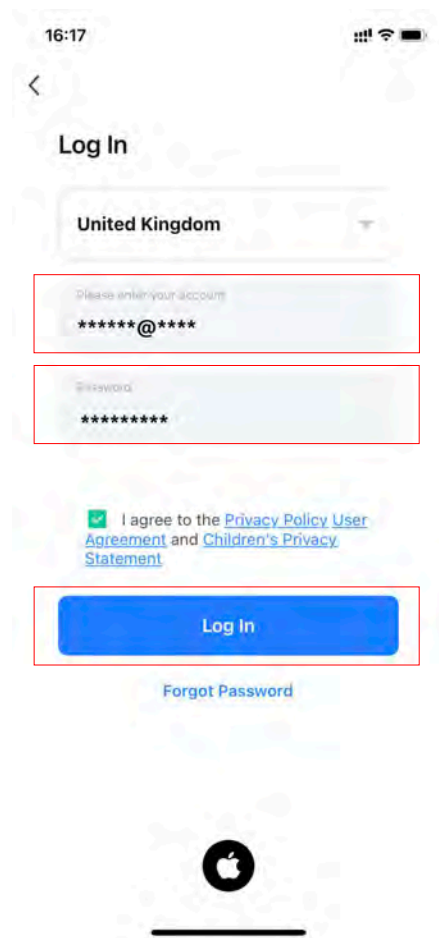 16:17
Log In
United Kingdom
Please enter your account
******@****
Password
*********
I agree to the Privacy Policy User
Agreement and Children's Privacy
Statement
Log In
Forgot Password